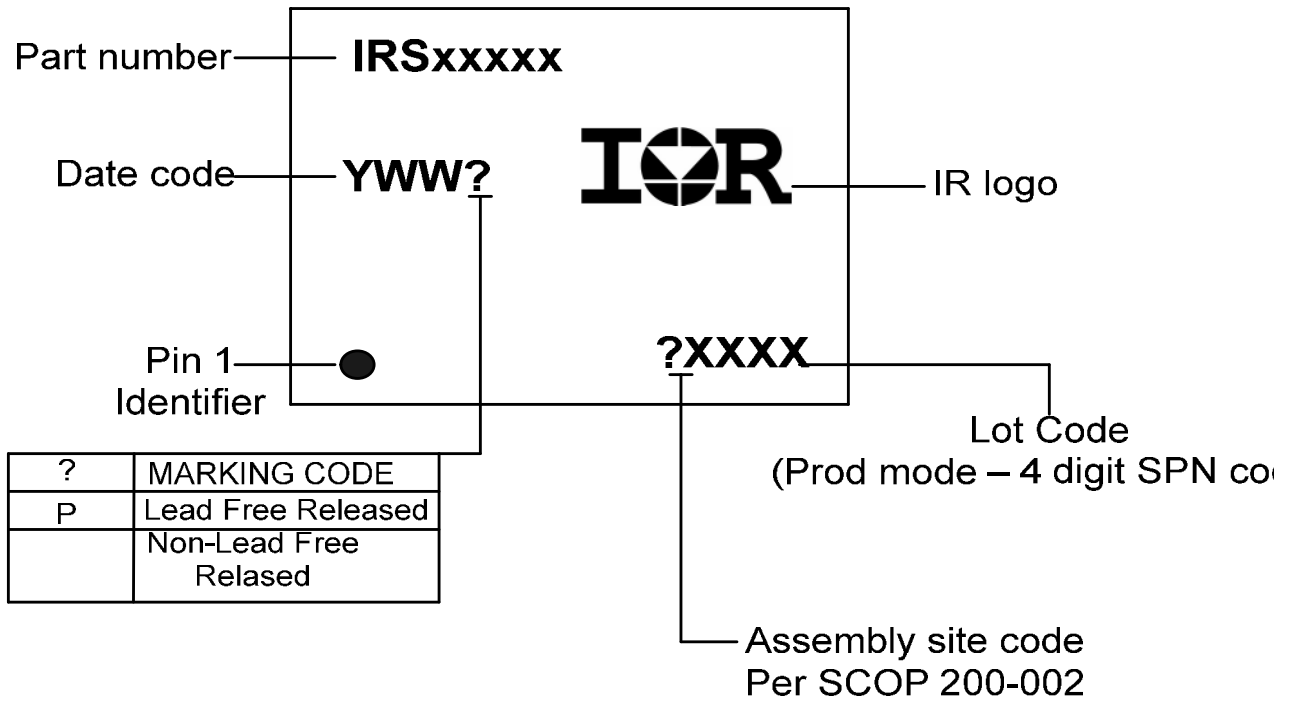 Part number
IRSxxxxx
Date code
YWW?
IOR
IR logo
Pin 1
Identifier
?XXXX
Lot Code
(Prod mode – 4 digit SPN co
? MARKING CODE
P Lead Free Released
Non-Lead Free
Relased
Assembly site code
Per SCOP 200-002